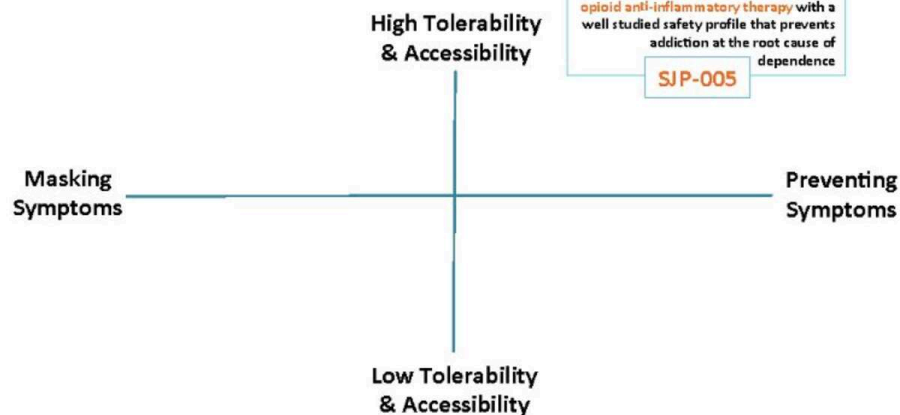 High Tolerability
& Accessibility
opioid anti-inflammatory therapy with a
well studied safety profile that prevents
addiction at the root cause of
dependence
SJP-005
Masking
Symptoms
Preventing
Symptoms
Low Tolerability
& Accessibility